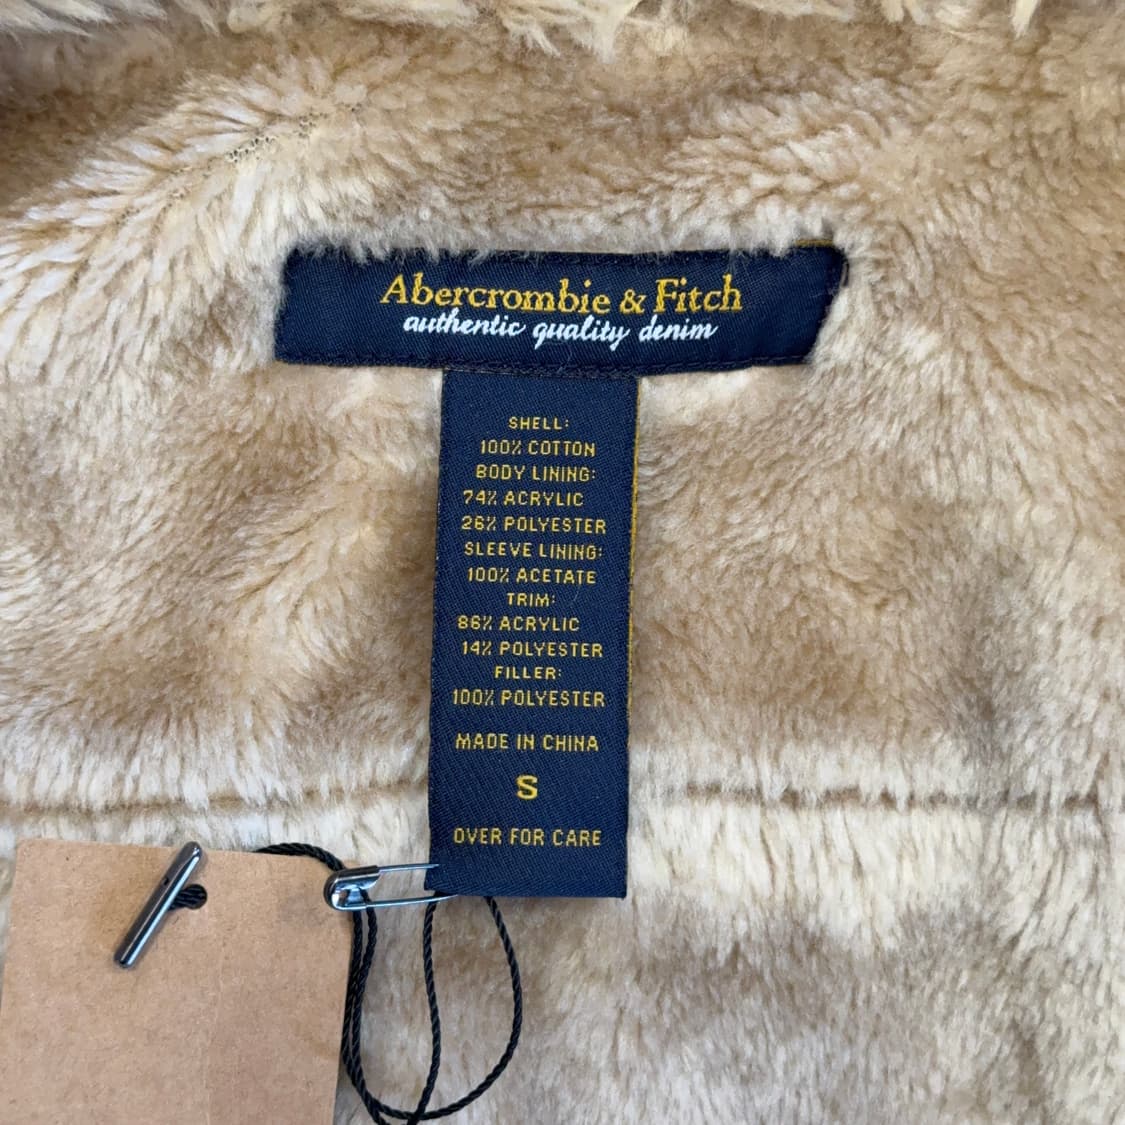 Abercrombie & Fitch
authentic quality denim
SHELL:
100% COTTON
BODY LINING:
74% ACRYLIC
26% POLYESTER
SLEEVE LINING:
100% ACETATE
TRIM:
86% ACRYLIC
14% POLYESTER
FILLER:
100% POLYESTER
MADE IN CHINA
S
OVER FOR CARE